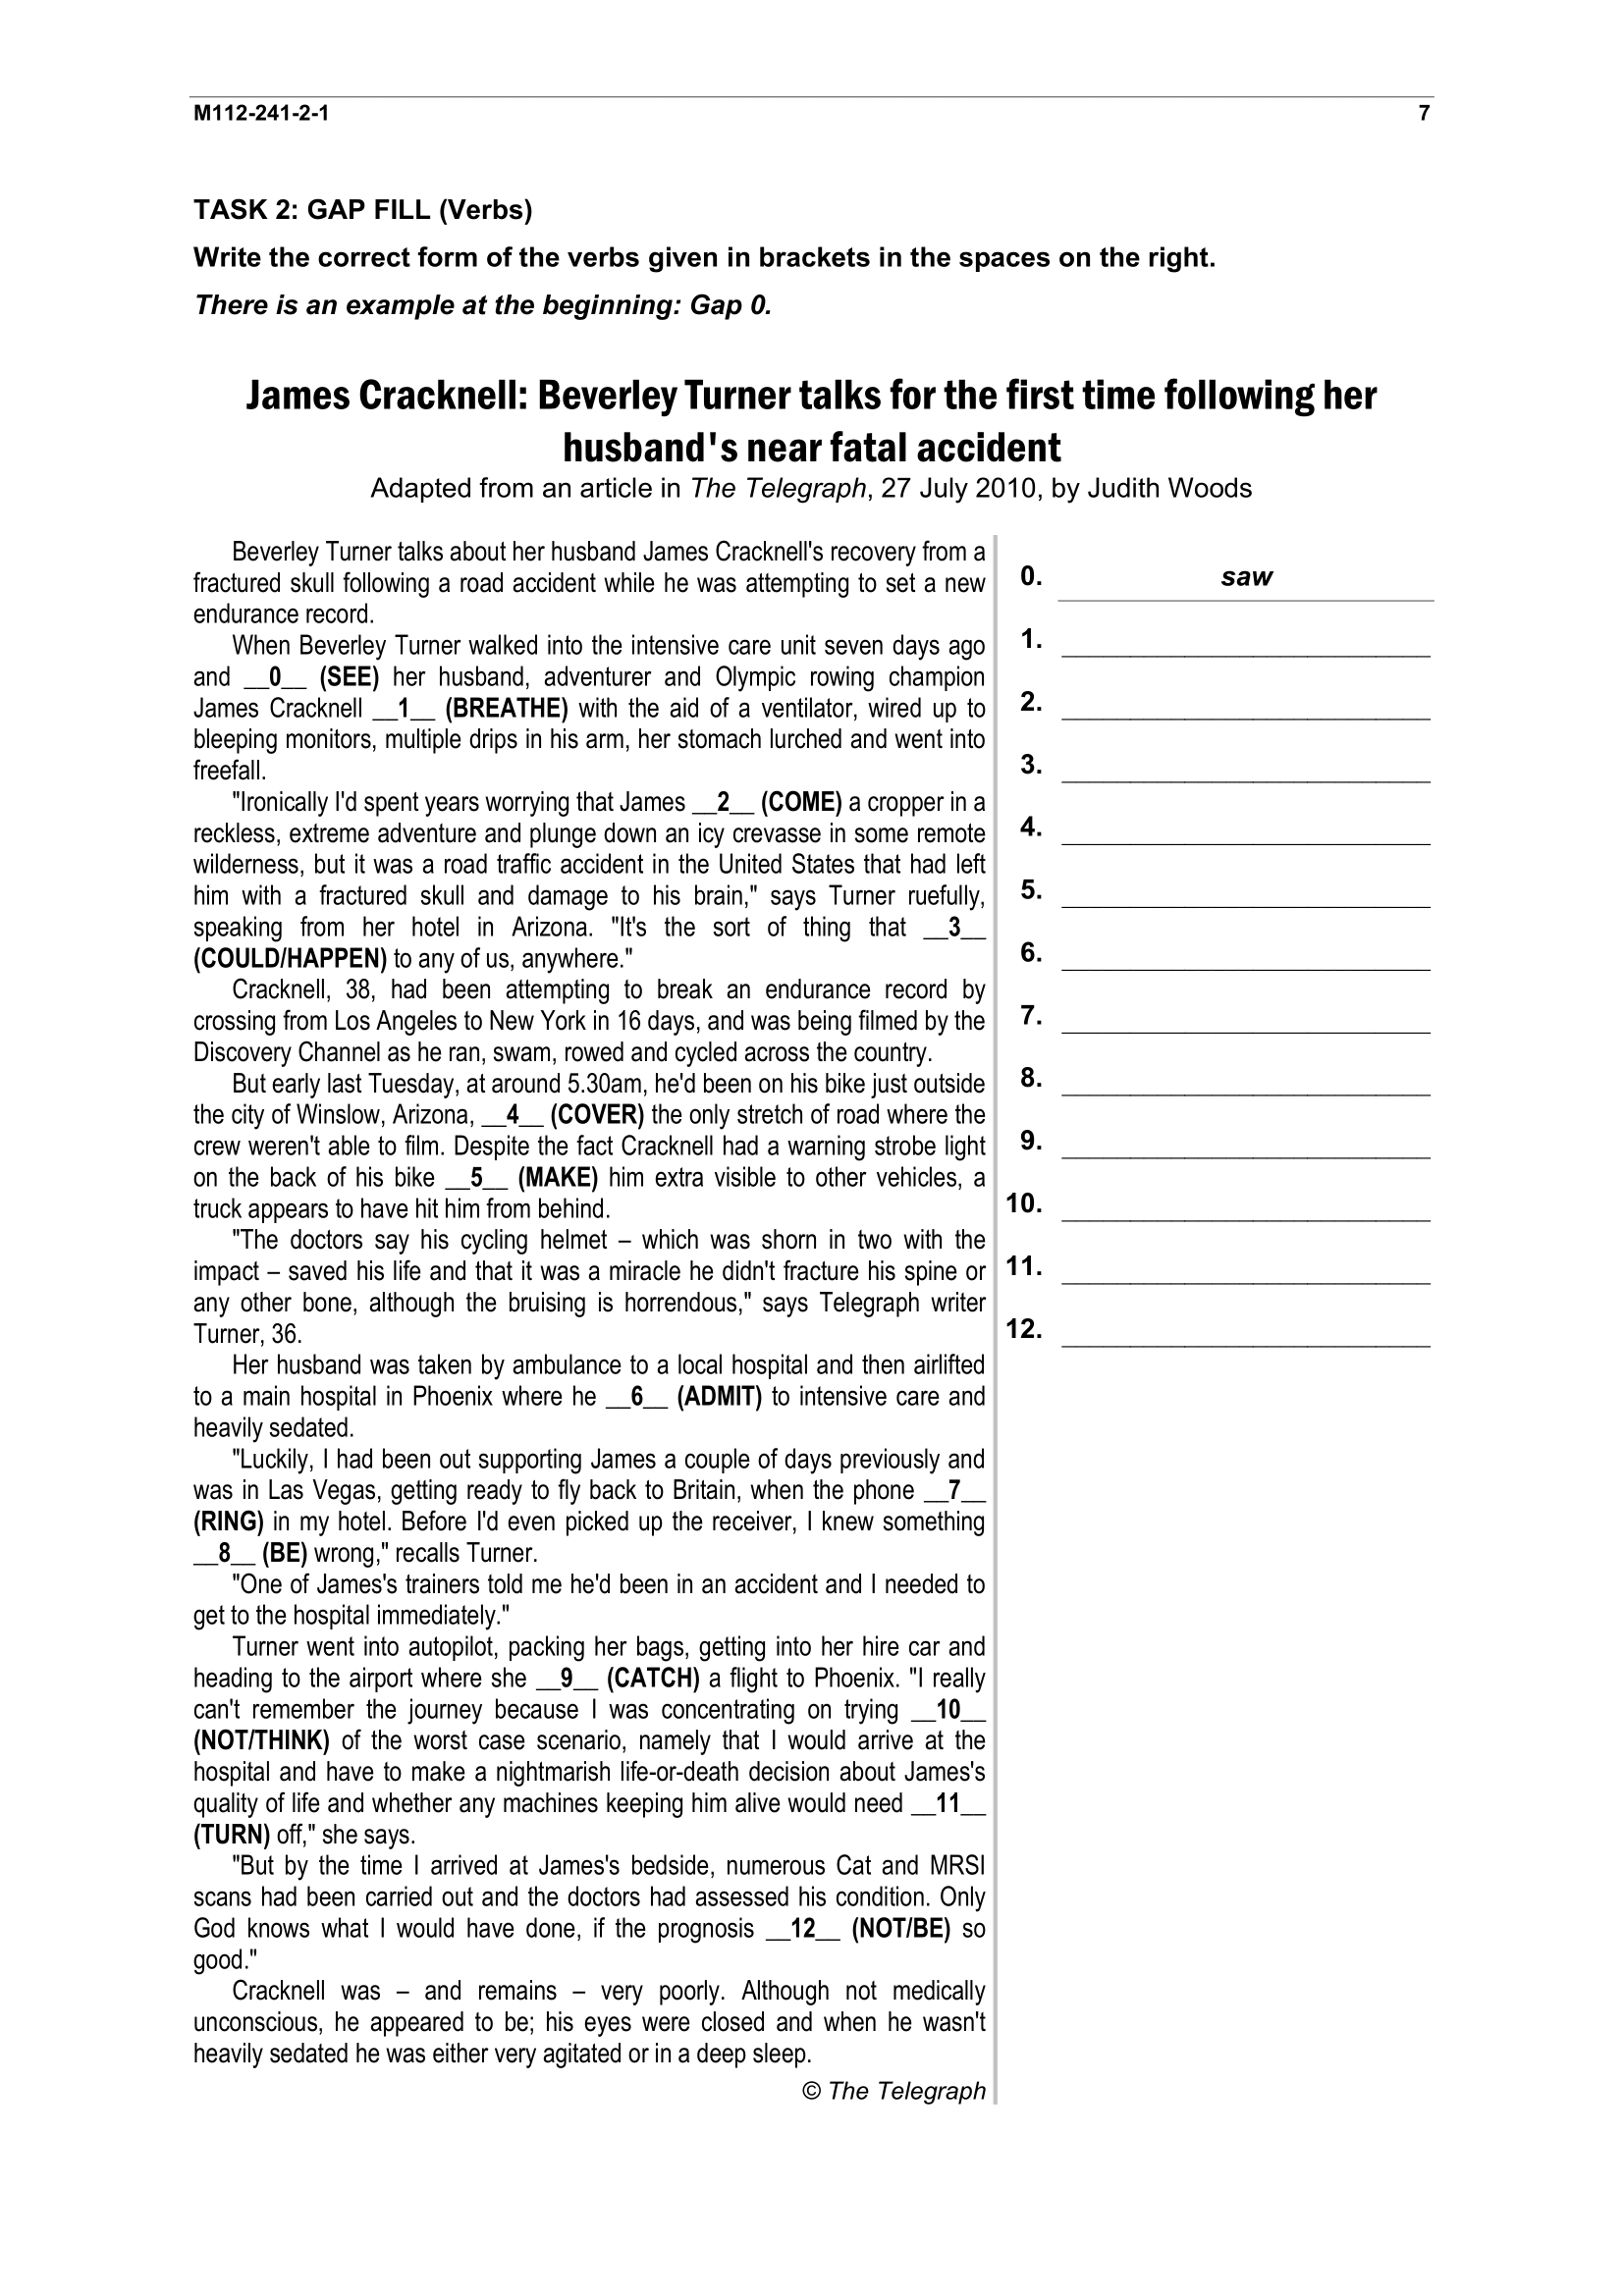 M112-241-2-1 7
TASK 2: GAP FILL (Verbs)
Write the correct form of the verbs given in brackets in the spaces on the right.
There is an example at the beginning: Gap 0.
James Cracknell: Beverley Turner talks for the first time following her
husband's near fatal accident
Adapted from an article in The Telegraph, 27 July 2010, by Judith Woods
Beverley Turner talks about her husband James Cracknell's recovery from a
fractured skull following a road accident while he was attempting to set a new
endurance record.
When Beverley Turner walked into the intensive care unit seven days ago
and __0__ (SEE) her husband, adventurer and Olympic rowing champion
James Cracknell __1__ (BREATHE) with the aid of a ventilator, wired up to
bleeping monitors, multiple drips in his arm, her stomach lurched and went into
freefall.
"Ironically I'd spent years worrying that James __2__ (COME) a cropper in a
reckless, extreme adventure and plunge down an icy crevasse in some remote
wilderness, but it was a road traffic accident in the United States that had left
him with a fractured skull and damage to his brain," says Turner ruefully,
speaking from her hotel in Arizona. "It's the sort of thing that __3__
(COULD/HAPPEN) to any of us, anywhere."
Cracknell, 38, had been attempting to break an endurance record by
crossing from Los Angeles to New York in 16 days, and was being filmed by the
Discovery Channel as he ran, swam, rowed and cycled across the country.
But early last Tuesday, at around 5.30am, he'd been on his bike just outside
the city of Winslow, Arizona, __4__ (COVER) the only stretch of road where the
crew weren't able to film. Despite the fact Cracknell had a warning strobe light
on the back of his bike __5__ (MAKE) him extra visible to other vehicles, a
truck appears to have hit him from behind.
"The doctors say his cycling helmet – which was shorn in two with the
impact – saved his life and that it was a miracle he didn't fracture his spine or
any other bone, although the bruising is horrendous," says Telegraph writer
Turner, 36.
Her husband was taken by ambulance to a local hospital and then airlifted
to a main hospital in Phoenix where he __6__ (ADMIT) to intensive care and
heavily sedated.
"Luckily, I had been out supporting James a couple of days previously and
was in Las Vegas, getting ready to fly back to Britain, when the phone __7__
(RING) in my hotel. Before I'd even picked up the receiver, I knew something
__8__ (BE) wrong," recalls Turner.
"One of James's trainers told me he'd been in an accident and I needed to
get to the hospital immediately."
Turner went into autopilot, packing her bags, getting into her hire car and
heading to the airport where she __9__ (CATCH) a flight to Phoenix. "I really
can't remember the journey because I was concentrating on trying __10__
(NOT/THINK) of the worst case scenario, namely that I would arrive at the
hospital and have to make a nightmarish life-or-death decision about James's
quality of life and whether any machines keeping him alive would need __11__
(TURN) off," she says.
"But by the time I arrived at James's bedside, numerous Cat and MRSI
scans had been carried out and the doctors had assessed his condition. Only
God knows what I would have done, if the prognosis __12__ (NOT/BE) so
good."
Cracknell was – and remains – very poorly. Although not medically
unconscious, he appeared to be; his eyes were closed and when he wasn't
heavily sedated he was either very agitated or in a deep sleep.
© The Telegraph
0. saw
1.
2.
3.
4.
5.
6.
7.
8.
9.
10.
11.
12.